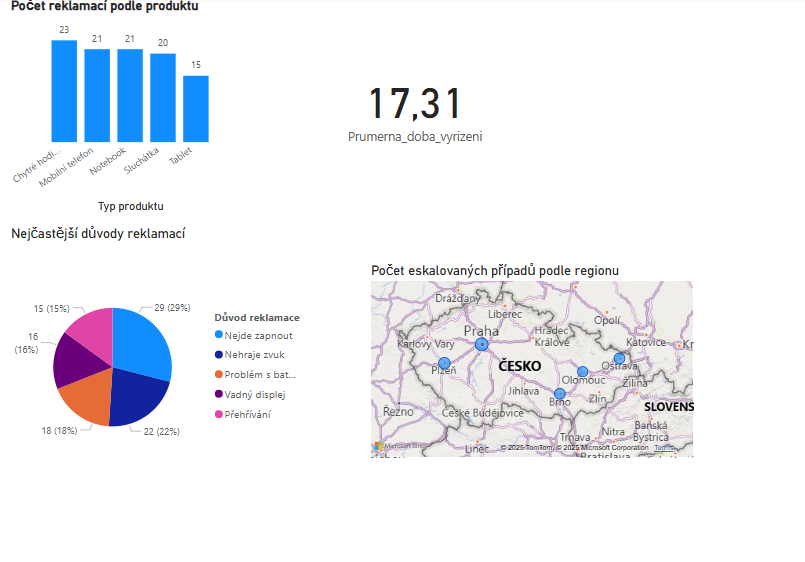 Počet reklamací podle produktu
23
21
21
20
15
Chytré hodi...
Mobilní telefon
Notebook
Sluchátka
Tablet
Typ produktu
17,31
Prumerna_doba_vyrizeni
Nejčastější důvody reklamací
15 (15%)
29 (29%)
16
(16%)
18 (18%)
22 (22%)
Důvod reklamace
Nejde zapnout
Nehraje zvuk
Problém s bat...
Vadný displej
Přehřívání
Počet eskalovaných případů podle regionu
Drážďany
Liberec
Opolí
Praha
Hradec
Králové
Karlovy Vary
Katovice
Kr
Plzeň
ČESKO
Ostrava
Olomouc
Žilina
Jihlava
Brno
Zlín
Rezno
České Budějovice
SLOVENS
Trnava
Nitra
Banská
Bystrica
Linec
Bratislava
Microsoft Bing
© 2025 TomTom, © 2025 Microsoft Corporation
Terms